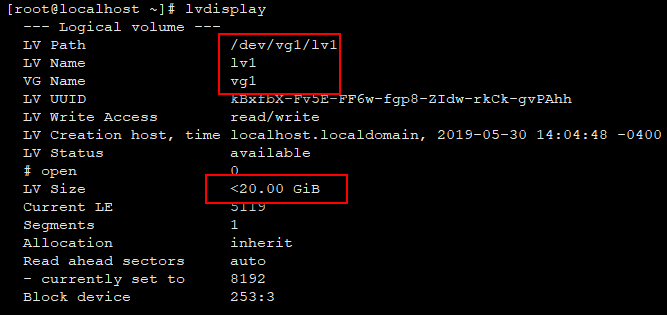 [root@localhost ~]# lvdisplay
--- Logical volume ---
LV Path /dev/vg1/lv1
LV Name lv1
VG Name vg1
LV UUID kBxfbX-Fv5E-FF6w-fgp8-ZIdw-rkCk-gvPAhh
LV Write Access read/write
LV Creation host, time localhost.localdomain, 2019-05-30 14:04:48 -0400
LV Status available
# open 0
LV Size <20.00 GiB
Current LE 5119
Segments 1
Allocation inherit
Read ahead sectors auto
- currently set to 8192
Block device 253:3